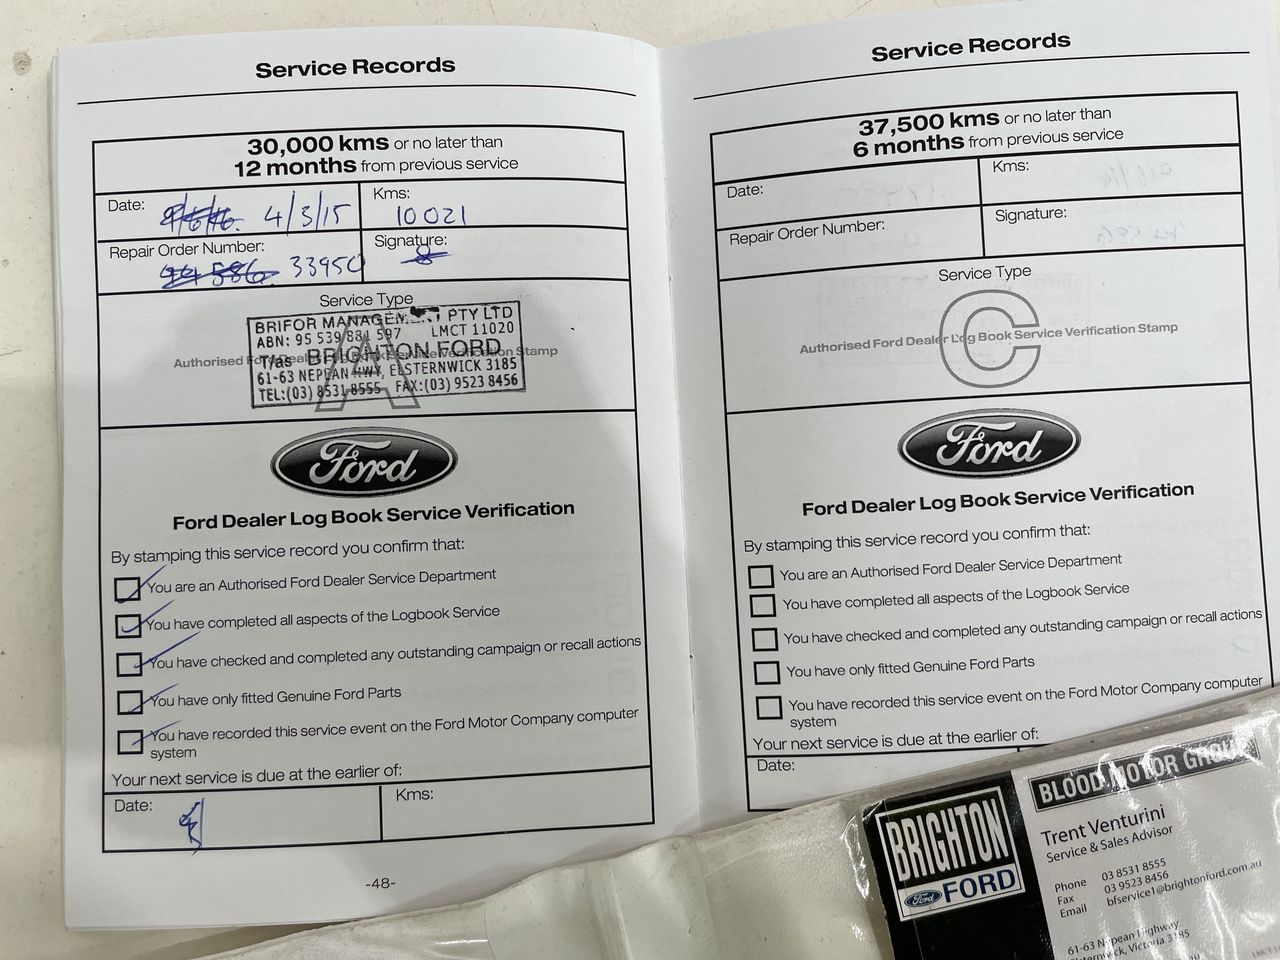 Service Records
30,000 kms or no later than
12 months from previous service
Date: 4/3/15
Kms:
10021
Repair Order Number:
33950
Signature:
Service Type
Authorised Ford Dealer Log Book Service Verification Stamp
A
BRIFOR MANAGEMENT PTY LTD
ABN: 95 539 881 597 LMCT 11020
T/as BRIGHTON FORD
61-63 NEPEAN HWY, ELSTERNWICK 3185
TEL:(03) 8531 8555 FAX:(03) 9523 8456
Ford
Ford Dealer Log Book Service Verification
By stamping this service record you confirm that:
You are an Authorised Ford Dealer Service Department
You have completed all aspects of the Logbook Service
You have checked and completed any outstanding campaign or recall actions
You have only fitted Genuine Ford Parts
You have recorded this service event on the Ford Motor Company computer
system
Your next service is due at the earlier of:
Date:
Kms:
-48-
Service Records
37,500 kms or no later than
6 months from previous service
Date:
Kms:
Repair Order Number:
Signature:
Service Type
C
Authorised Ford Dealer Log Book Service Verification Stamp
Ford
Ford Dealer Log Book Service Verification
By stamping this service record you confirm that:
You are an Authorised Ford Dealer Service Department
You have completed all aspects of the Logbook Service
You have checked and completed any outstanding campaign or recall actions
You have only fitted Genuine Ford Parts
You have recorded this service event on the Ford Motor Company computer
system
Your next service is due at the earlier of:
Date:
BRIGHTON
Ford FORD
BLOOD MOTOR GROUP
Trent Venturini
Service & Sales Advisor
Phone 03 8531 8555
Fax 03 9523 8456
Email bfservice1@brightonford.com.au
61-63 Nepean Highway
Elsternwick, Victoria 3185